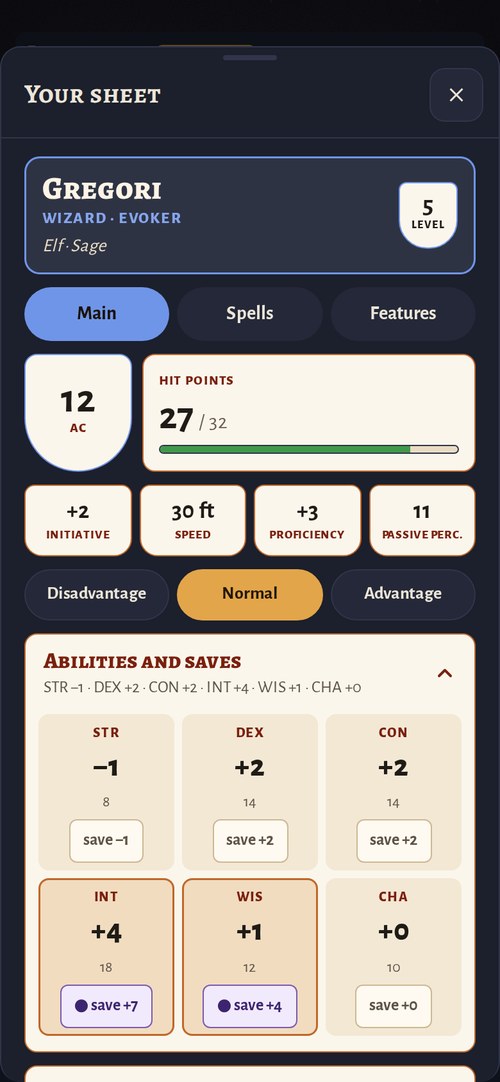 Your sheet
Gregori
WIZARD · EVOKER
Elf · Sage
5
LEVEL
Main
Spells
Features
12
AC
HIT POINTS
27 / 32
+2
INITIATIVE
30 ft
SPEED
+3
PROFICIENCY
11
PASSIVE PERC.
Disadvantage
Normal
Advantage
Abilities and saves
STR −1 · DEX +2 · CON +2 · INT +4 · WIS +1 · CHA +0
STR
−1
8
save −1
DEX
+2
14
save +2
CON
+2
14
save +2
INT
+4
18
save +7
WIS
+1
12
save +4
CHA
+0
10
save +0